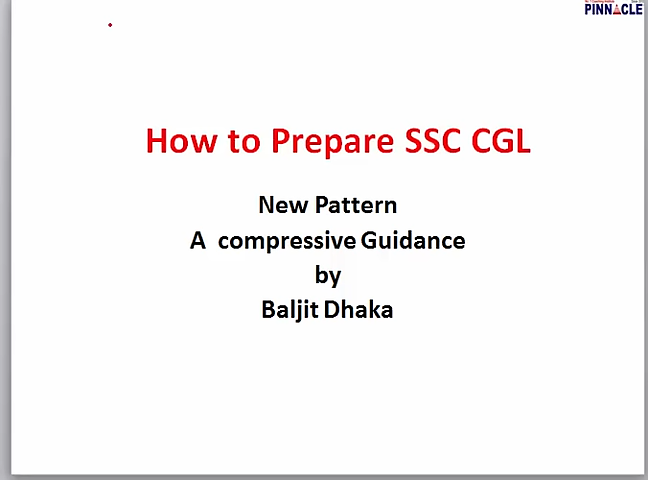 PINNACLE
How to Prepare SSC CGL
New Pattern
A compressive Guidance
by
Baljit Dhaka